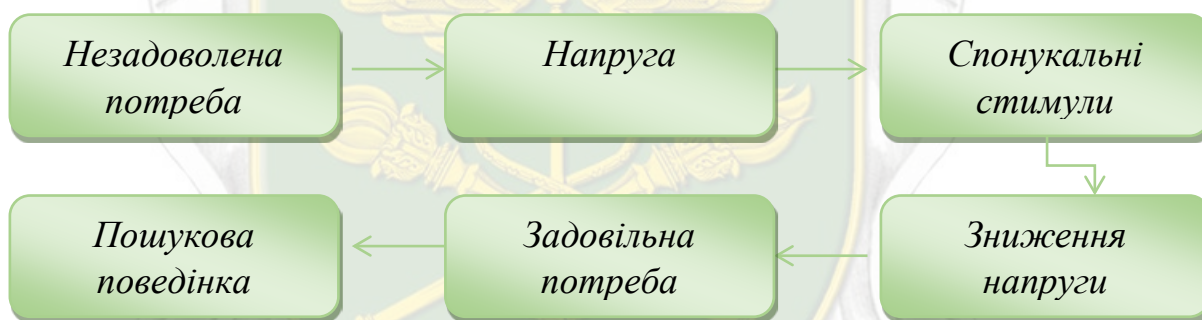 Незадоволена
потреба
Напруга
Спонукальні
стимули
Зниження
напруги
Задовільна
потреба
Пошукова
поведінка